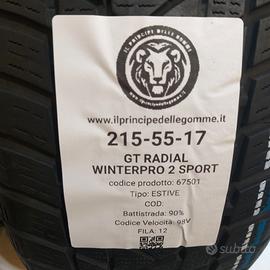 IL PRINCIPE DELLE GOMME
www.ilprincipedellegomme.it
215-55-17
GT RADIAL
WINTERPRO 2 SPORT
codice prodotto: 67501
Tipo: ESTIVE
COD:
Battistrada: 90%
Codice Velocità: 98V
FILA: 12
subito